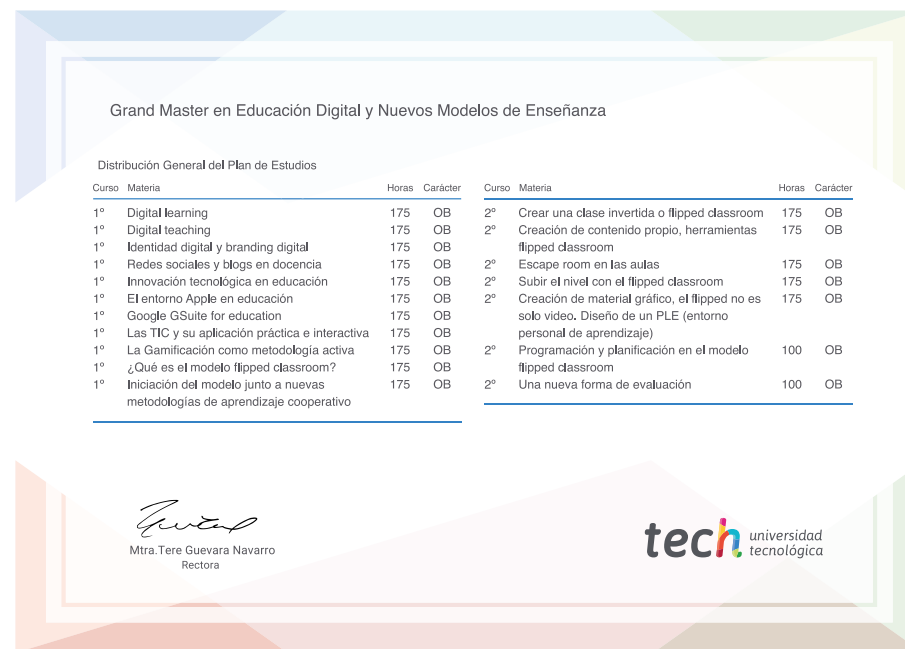 Grand Master en Educación Digital y Nuevos Modelos de Enseñanza
Distribución General del Plan de Estudios
Curso Materia Horas Carácter
1º Digital learning 175 OB
1º Digital teaching 175 OB
1º Identidad digital y branding digital 175 OB
1º Redes sociales y blogs en docencia 175 OB
1º Innovación tecnológica en educación 175 OB
1º El entorno Apple en educación 175 OB
1º Google GSuite for education 175 OB
1º Las TIC y su aplicación práctica e interactiva 175 OB
1º La Gamificación como metodología activa 175 OB
1º ¿Qué es el modelo flipped classroom? 175 OB
1º Iniciación del modelo junto a nuevas 175 OB
metodologías de aprendizaje cooperativo
Curso Materia Horas Carácter
2º Crear una clase invertida o flipped classroom 175 OB
2º Creación de contenido propio, herramientas 175 OB
flipped classroom
2º Escape room en las aulas 175 OB
2º Subir el nivel con el flipped classroom 175 OB
2º Creación de material gráfico, el flipped no es 175 OB
solo video. Diseño de un PLE (entorno
personal de aprendizaje)
2º Programación y planificación en el modelo 100 OB
flipped classroom
2º Una nueva forma de evaluación 100 OB
Mtra.Tere Guevara Navarro
Rectora
tech universidad
tecnológica